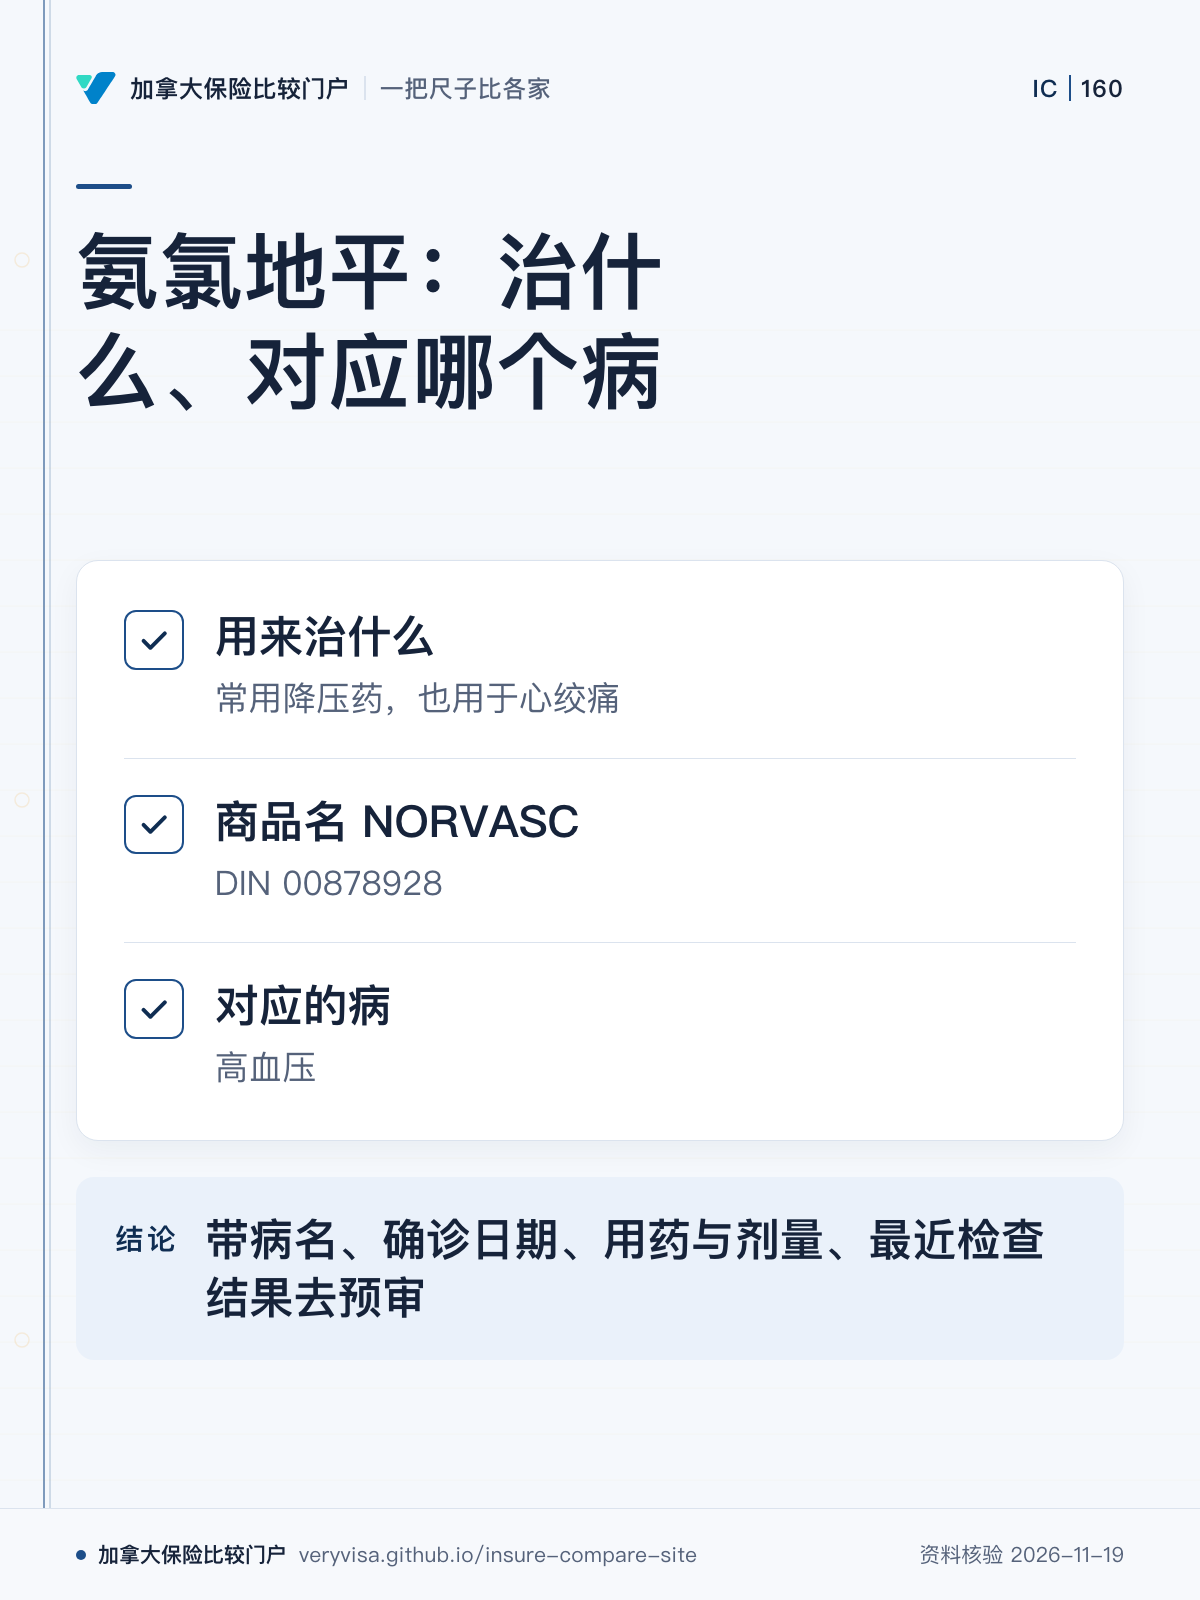 加拿大保险比较门户 一把尺子比各家 IC 160
氨氯地平：治什
么、对应哪个病
用来治什么
常用降压药，也用于心绞痛
商品名 NORVASC
DIN 00878928
对应的病
高血压
结论 带病名、确诊日期、用药与剂量、最近检查
结果去预审
加拿大保险比较门户 veryvisa.github.io/insure-compare-site 资料核验 2026-11-19